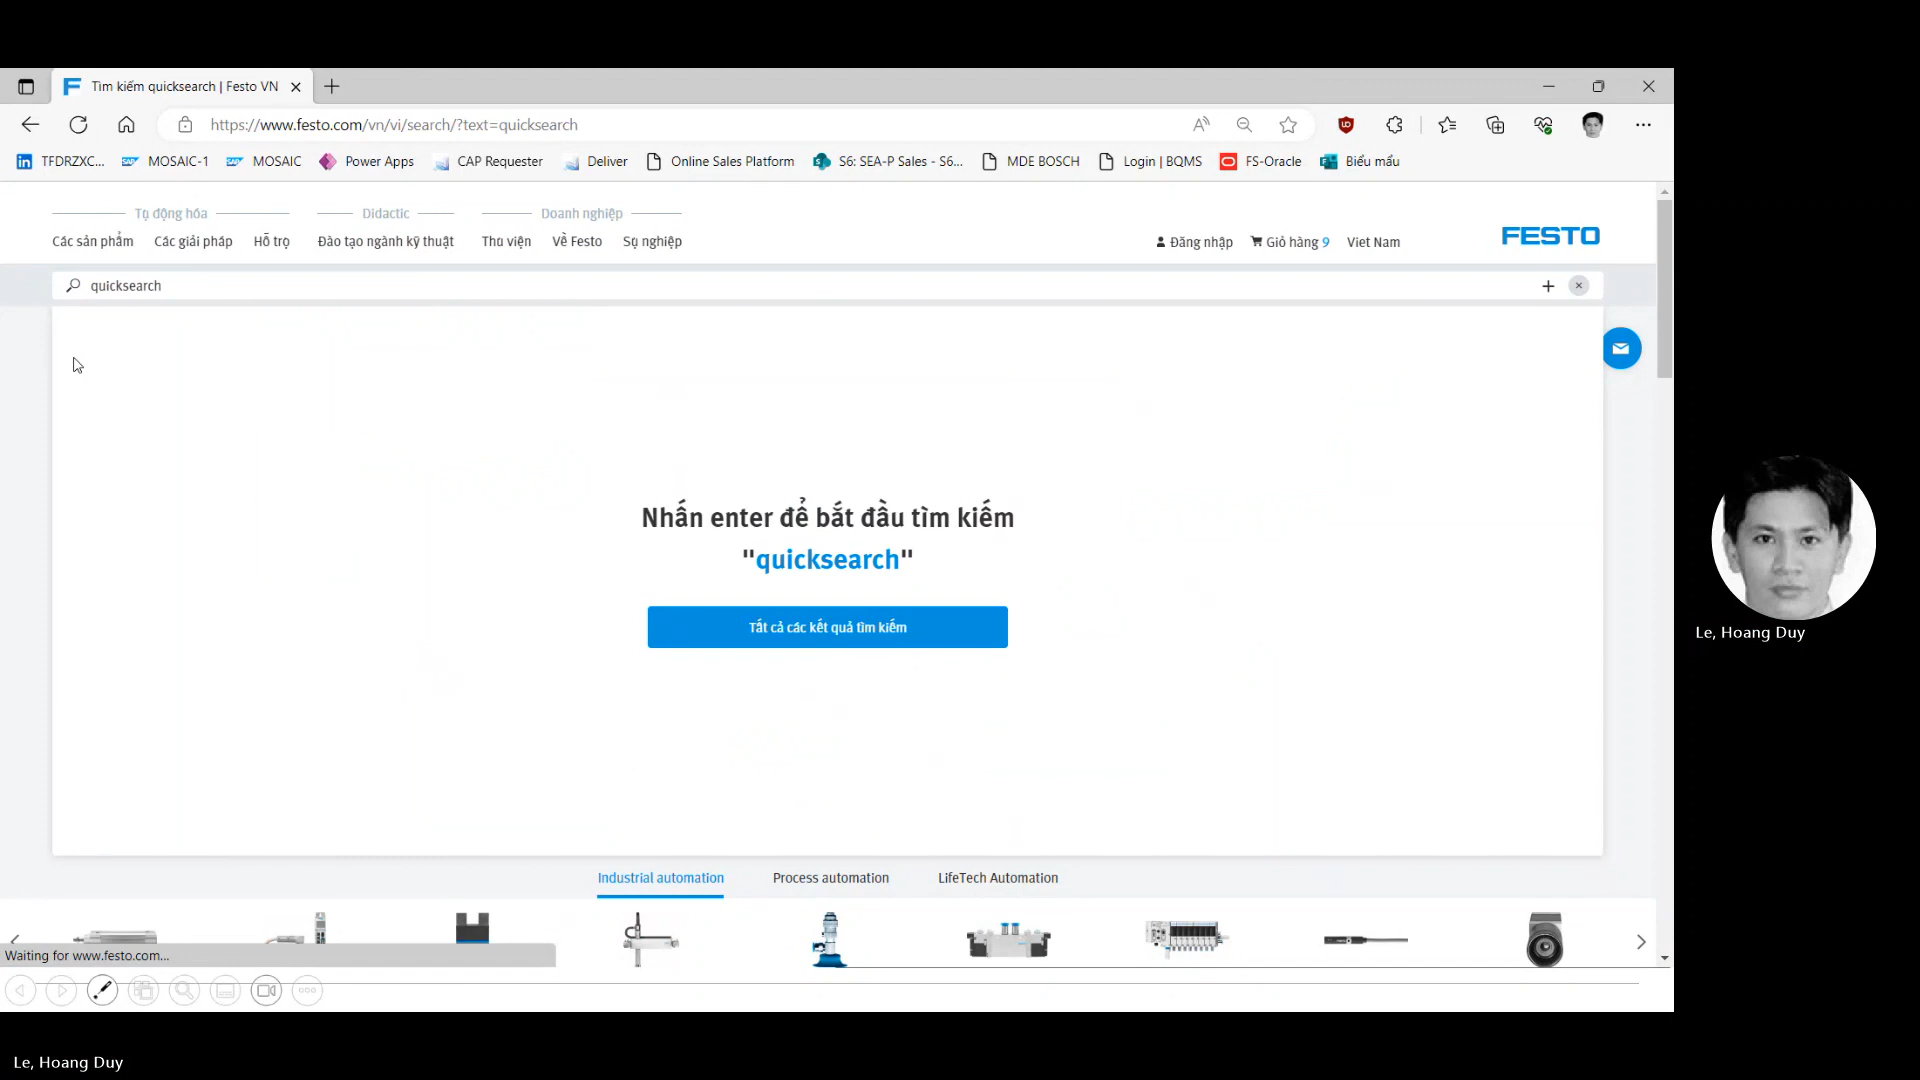 Tìm kiếm quicksearch | Festo VN
https://www.festo.com/vn/vi/search/?text=quicksearch
TFDRZXC... MOSAIC-1 MOSAIC Power Apps CAP Requester Deliver Online Sales Platform S6: SEA-P Sales - S6... MDE BOSCH Login | BQMS FS-Oracle Biểu mẩu
Tự động hóa Didactic Doanh nghiệp
Các sản phẩm Các giải pháp Hỗ trợ Đào tạo ngành kỹ thuật Thư viện Về Festo Sự nghiệp
Đăng nhập Giỏ hàng 9 Viet Nam FESTO
quicksearch
Nhấn enter để bắt đầu tìm kiếm
"quicksearch"
Tất cả các kết quả tìm kiếm
Industrial automation Process automation LifeTech Automation
Waiting for www.festo.com...
Le, Hoang Duy
Le, Hoang Duy